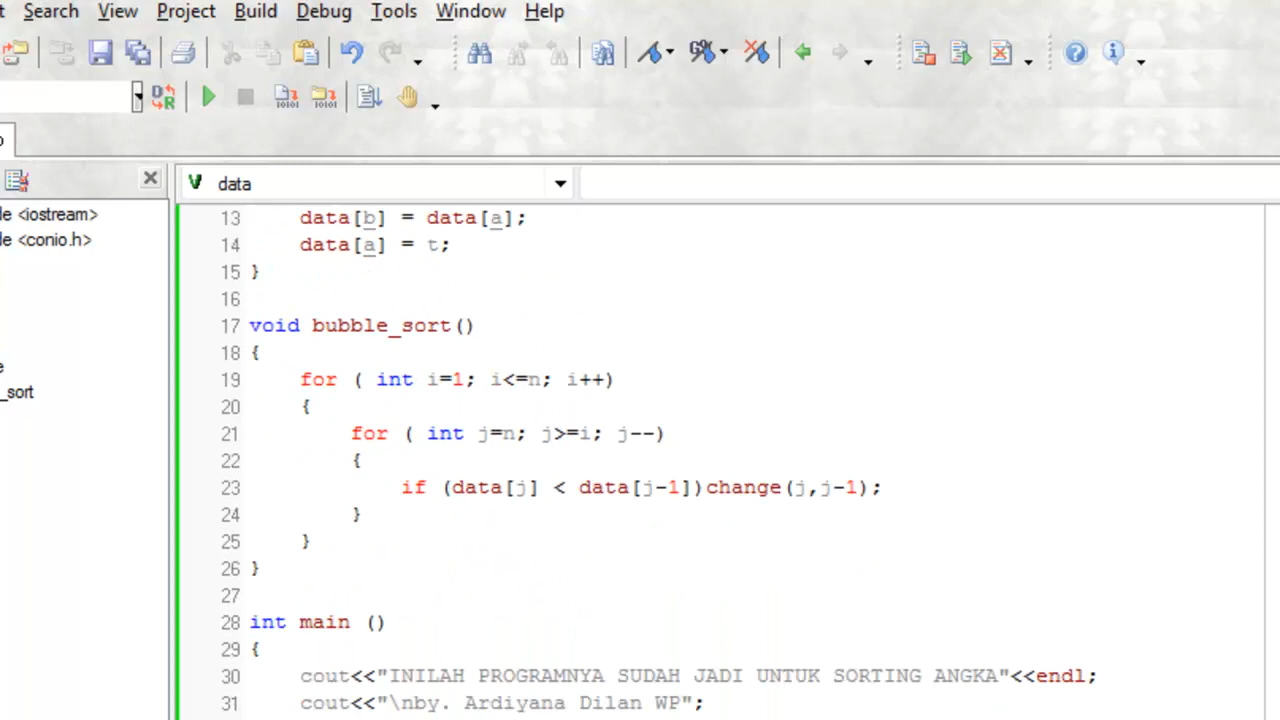 t Search View Project Build Debug Tools Window Help
data
de <iostream>
de <conio.h>
e
_sort
13 data[b] = data[a];
14 data[a] = t;
15 }
16
17 void bubble_sort()
18 {
19 for ( int i=1; i<=n; i++)
20 {
21 for ( int j=n; j>=i; j--)
22 {
23 if (data[j] < data[j-1])change(j,j-1);
24 }
25 }
26 }
27
28 int main ()
29 {
30 cout<<"INILAH PROGRAMNYA SUDAH JADI UNTUK SORTING ANGKA"<<endl;
31 cout<<"\nby. Ardiyana Dilan WP";